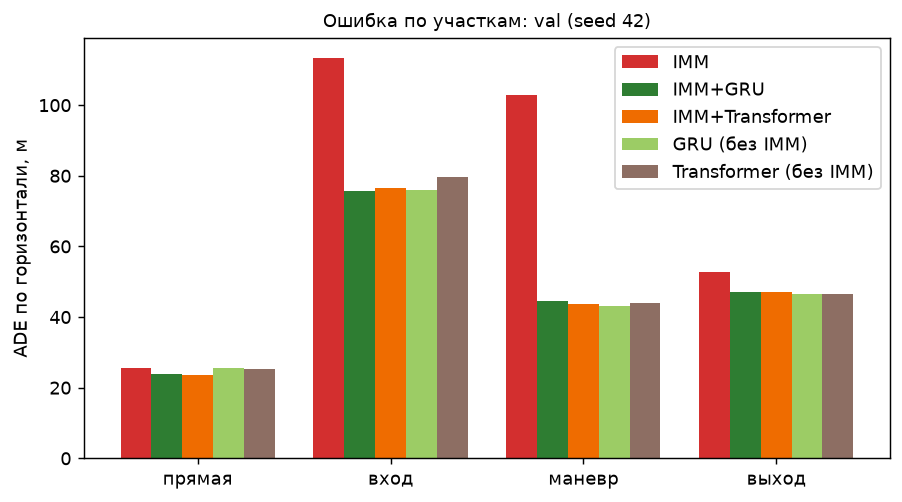 Ошибка по участкам: val (seed 42)
ADE по горизонтали, м
100
80
60
40
20
0
IMM
IMM+GRU
IMM+Transformer
GRU (без IMM)
Transformer (без IMM)
прямая вход маневр выход